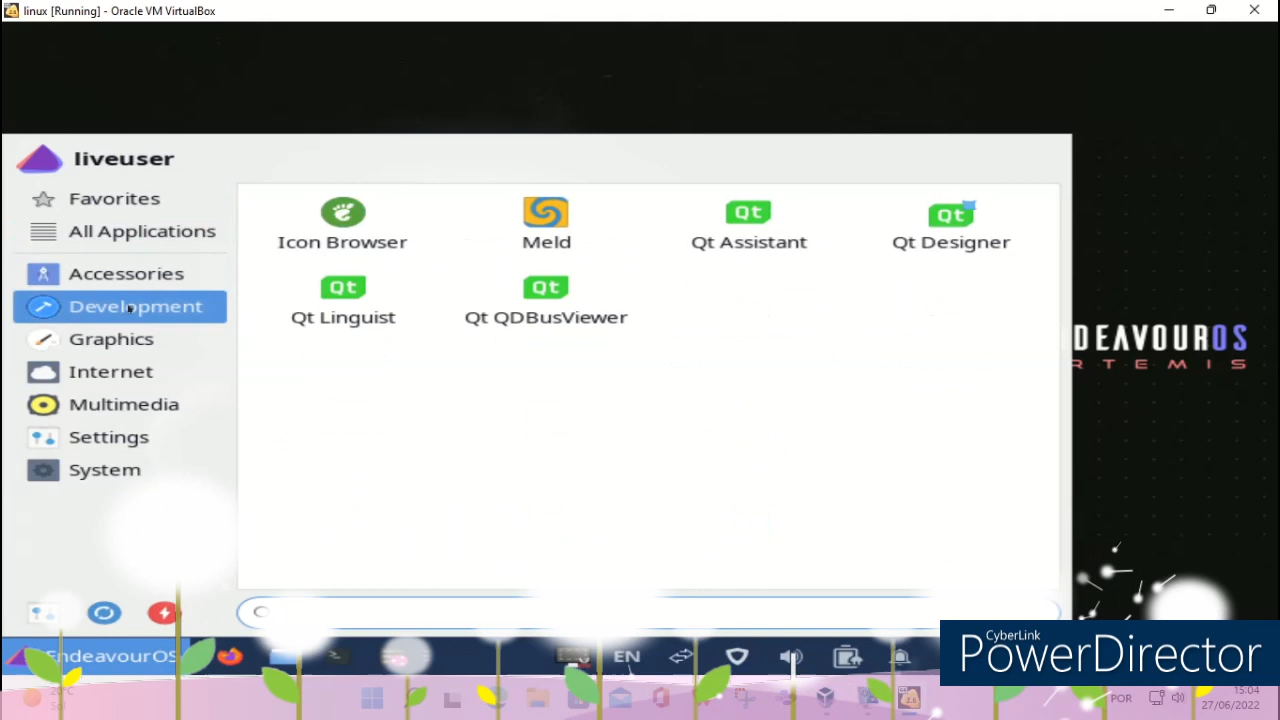 linux [Running] - Oracle VM VirtualBox
liveuser
Favorites
All Applications
Accessories
Development
Graphics
Internet
Multimedia
Settings
System
Icon Browser
Meld
Qt Assistant
Qt Designer
Qt Linguist
Qt QDBusViewer
DEAVOUROS
RTEMIS
EndeavourOS
EN
CyberLink
PowerDirector
20°C
Sol
POR
15:04
27/06/2022